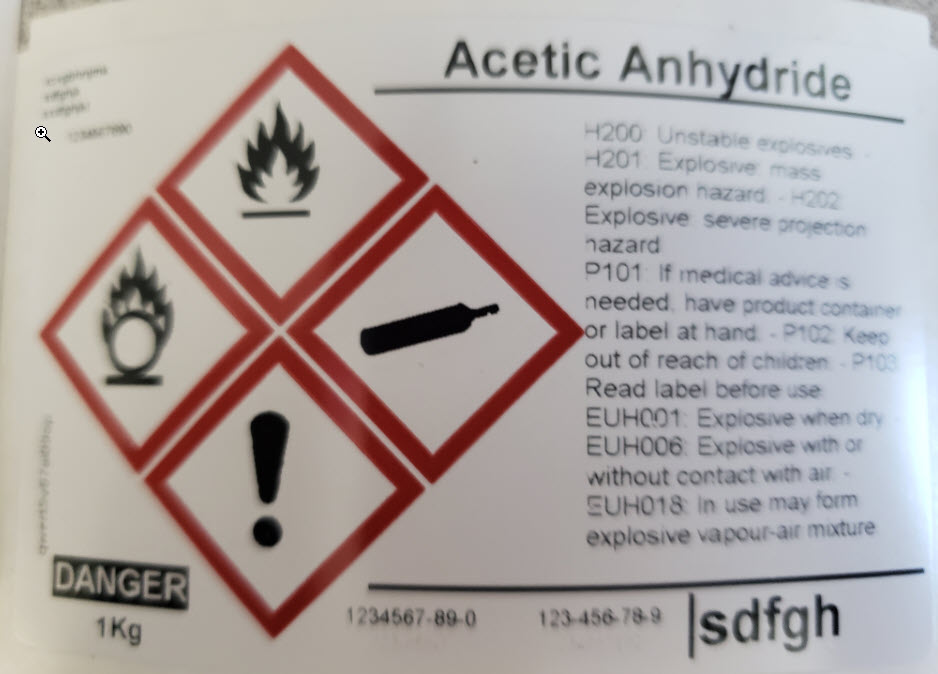 1234567890
Acetic Anhydride
H200: Unstable explosives. -
H201: Explosive: mass
explosion hazard. - H202:
Explosive: severe projection
hazard
P101: If medical advice is
needed, have product container
or label at hand. - P102: Keep
out of reach of children. - P103:
Read label before use
EUH001: Explosive when dry. -
EUH006: Explosive with or
without contact with air. -
EUH018: In use may form
explosive vapour-air mixture
DANGER
1Kg
1234567-89-0
123-456-78-9
sdfgh